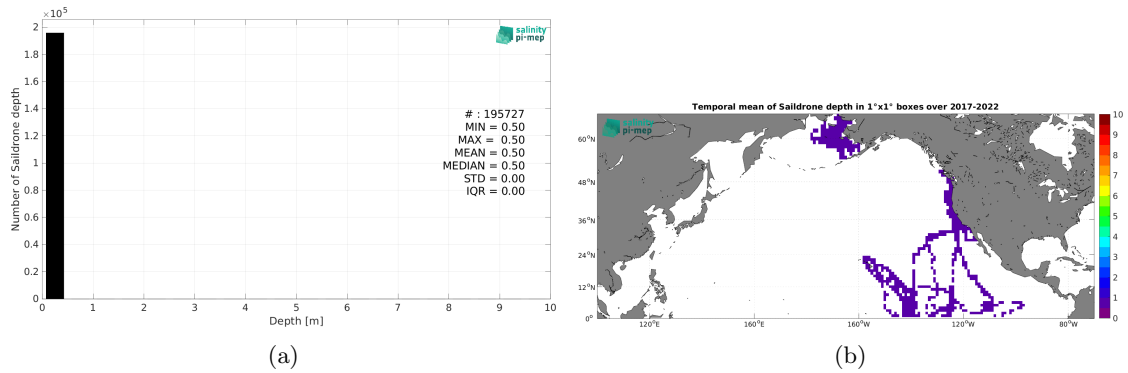 ×10⁵
2
1.8
1.6
1.4
1.2
1
0.8
0.6
0.4
0.2
0
Number of Saildrone depth
salinity
pi-mep
# : 195727
MIN = 0.50
MAX = 0.50
MEAN = 0.50
MEDIAN = 0.50
STD = 0.00
IQR = 0.00
0 1 2 3 4 5 6 7 8 9 10
Depth [m]
(a)
Temporal mean of Saildrone depth in 1°x1° boxes over 2017-2022
salinity
pi-mep
60°N
48°N
36°N
24°N
12°N
0°
120°E 160°E 160°W 120°W 80°W
10
9
8
7
6
5
4
3
2
1
0
(b)